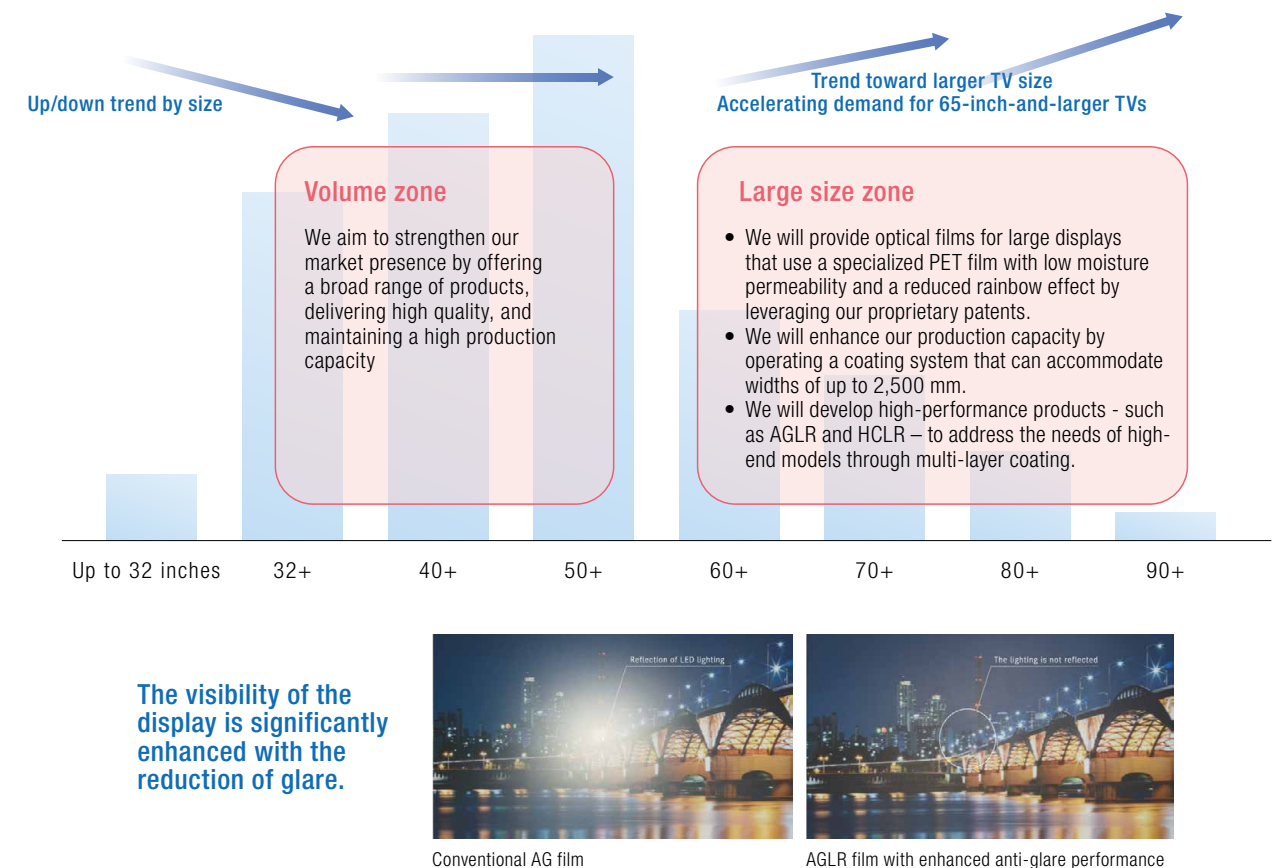 Up/down trend by size
Trend toward larger TV size
Accelerating demand for 65-inch-and-larger TVs
Volume zone
We aim to strengthen our
market presence by offering
a broad range of products,
delivering high quality, and
maintaining a high production
capacity
Large size zone
• We will provide optical films for large displays
that use a specialized PET film with low moisture
permeability and a reduced rainbow effect by
leveraging our proprietary patents.
• We will enhance our production capacity by
operating a coating system that can accommodate
widths of up to 2,500 mm.
• We will develop high-performance products - such
as AGLR and HCLR – to address the needs of high-
end models through multi-layer coating.
Up to 32 inches
32+
40+
50+
60+
70+
80+
90+
The visibility of the
display is significantly
enhanced with the
reduction of glare.
Reflection of LED lighting
Conventional AG film
The lighting is not reflected
AGLR film with enhanced anti-glare performance